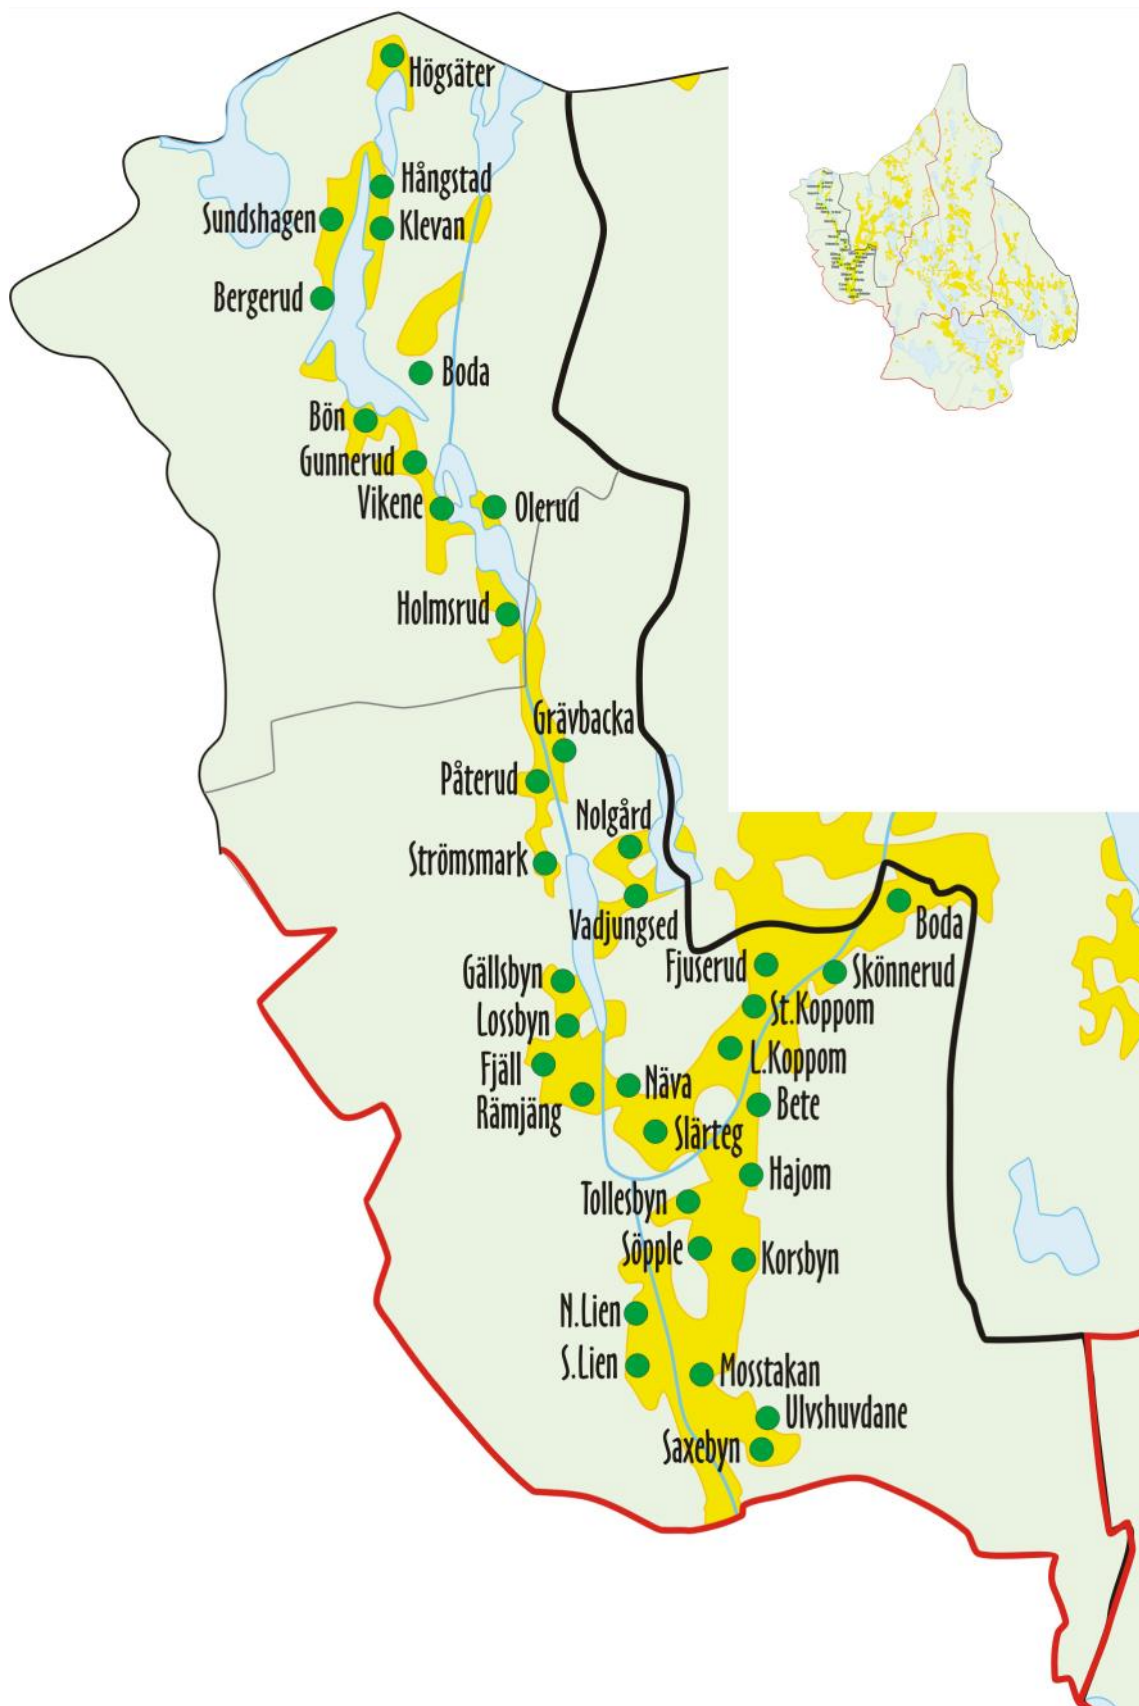 Högsäter
Hångstad
Sundshagen
Klevan
Bergerud
Boda
Bön
Gunnerud
Vikene
Olerud
Holmsrud
Grävbacka
Påterud
Nolgård
Strömsmark
Vadjungsed
Boda
Fjuserud
Skönnerud
Gällsbyn
St.Koppom
Lossbyn
L.Koppom
Fjäll
Näva
Rämjäng
Bete
Slärteg
Hajom
Tollesbyn
Söpple
Korsbyn
N.Lien
S.Lien
Mosstakan
Ulvshuvdane
Saxebyn